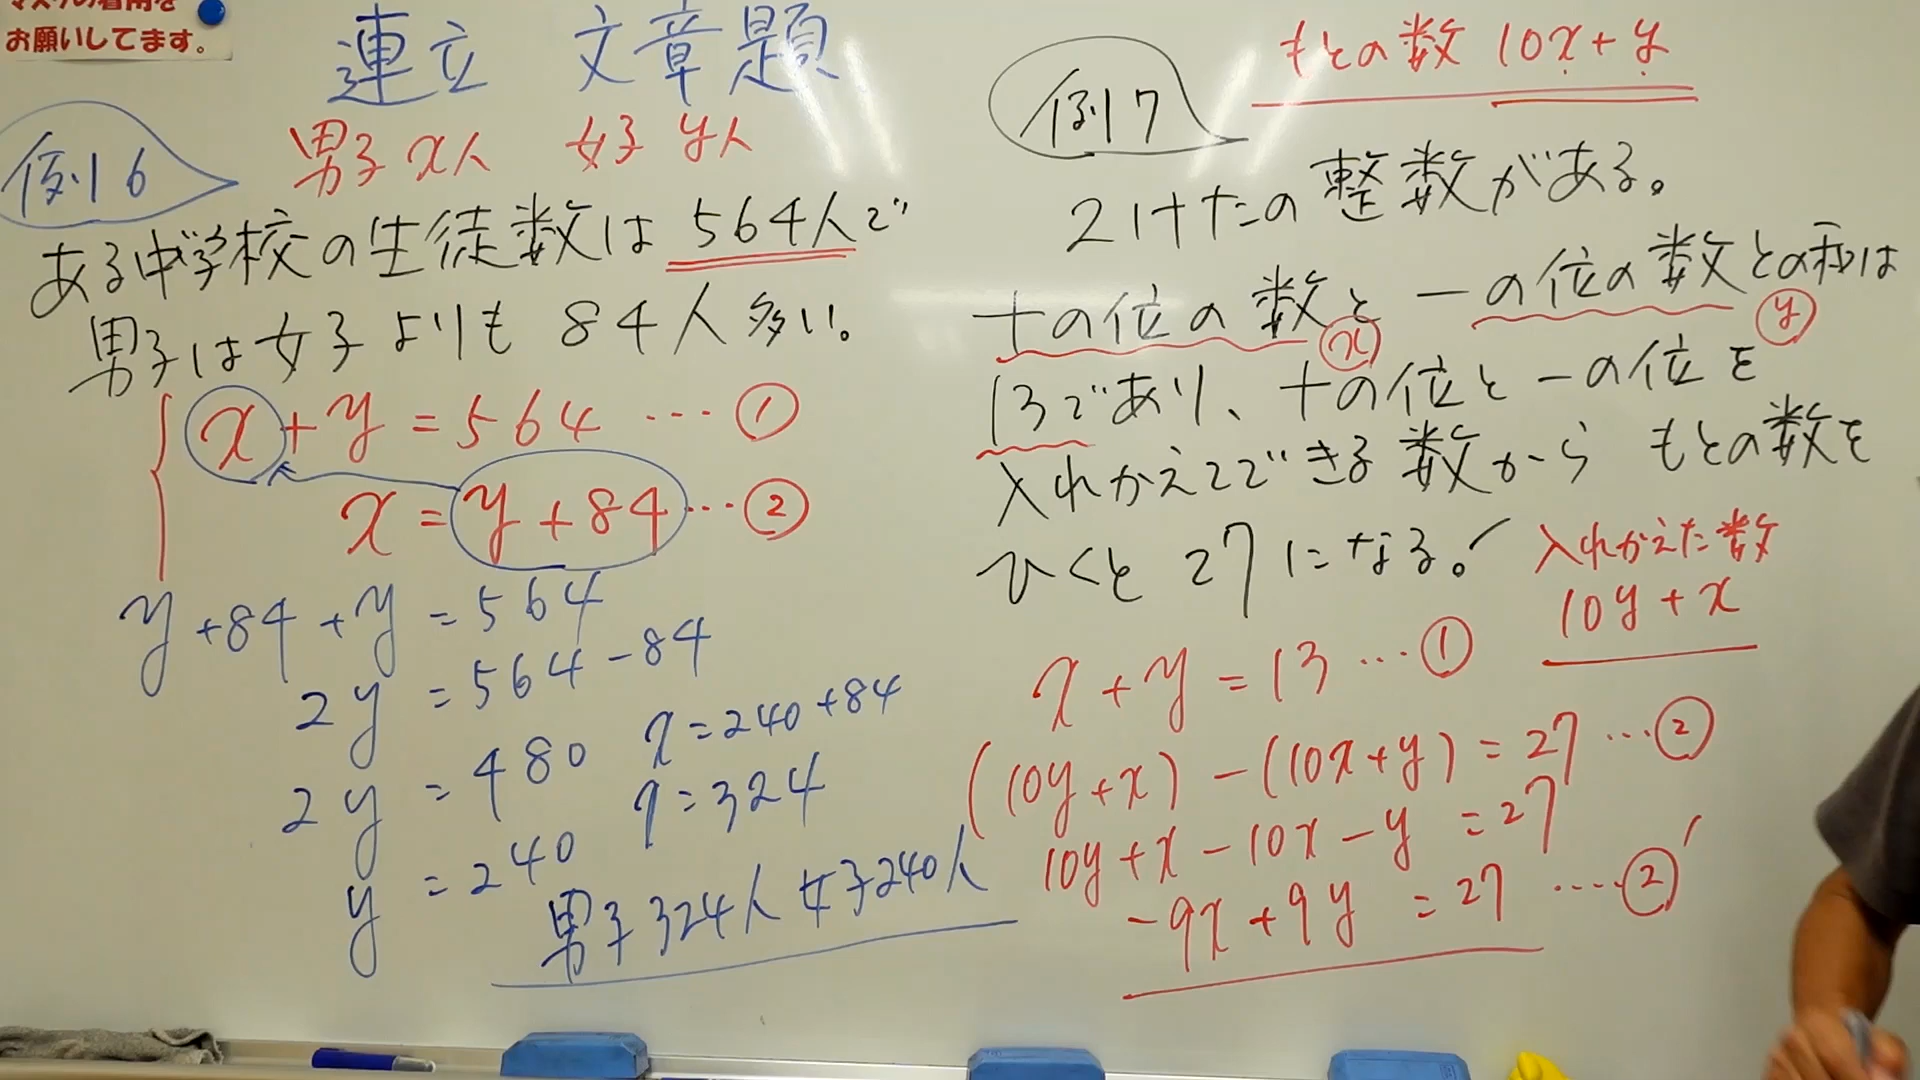 お願いしてます。
連立 文章題
例16
男子 x人 女子 y人
ある中学校の生徒数は 564人で
男子は女子よりも 84人多い。
x + y = 564 … ①
x = y + 84 … ②
y + 84 + y = 564
2y = 564 - 84
2y = 480
y = 240
x = 240 + 84
x = 324
男子 324人 女子 240人
例17
もとの数 10x + y
2けたの整数がある。
十の位の数と 一の位の数との和は
x
y
13であり、十の位と一の位を
入れかえてできる数から もとの数を
ひくと 27になる。
入れかえた数
10y + x
x + y = 13 … ①
(10y + x) - (10x + y) = 27 … ②
10y + x - 10x - y = 27
-9x + 9y = 27 …… ②'